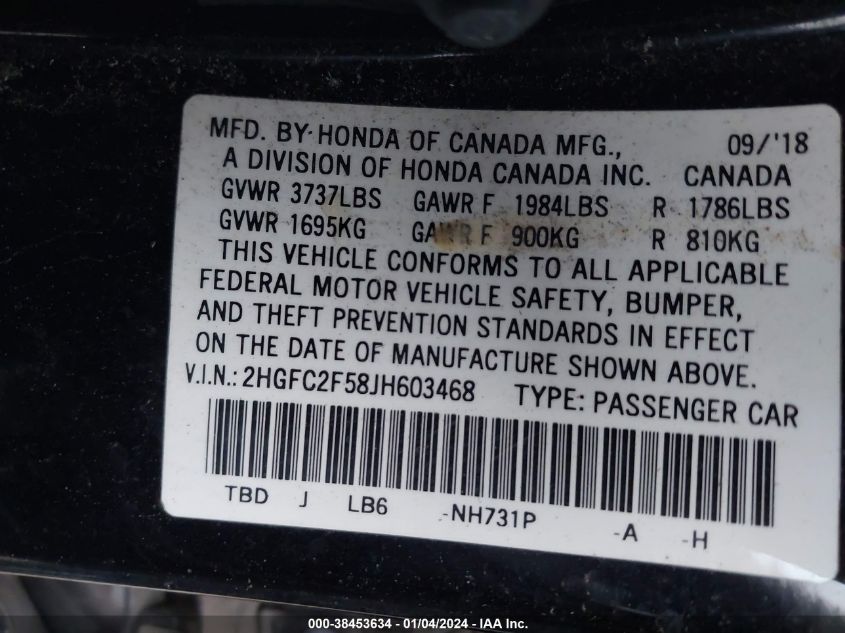 MFD. BY HONDA OF CANADA MFG., 09/'18
A DIVISION OF HONDA CANADA INC. CANADA
GVWR 3737LBS GAWR F 1984LBS R 1786LBS
GVWR 1695KG GAWR F 900KG R 810KG
THIS VEHICLE CONFORMS TO ALL APPLICABLE
FEDERAL MOTOR VEHICLE SAFETY, BUMPER,
AND THEFT PREVENTION STANDARDS IN EFFECT
ON THE DATE OF MANUFACTURE SHOWN ABOVE.
V.I.N.: 2HGFC2F58JH603468 TYPE: PASSENGER CAR
TBD J LB6 -NH731P -A -H
000-38453634 - 01/04/2024 - IAA Inc.